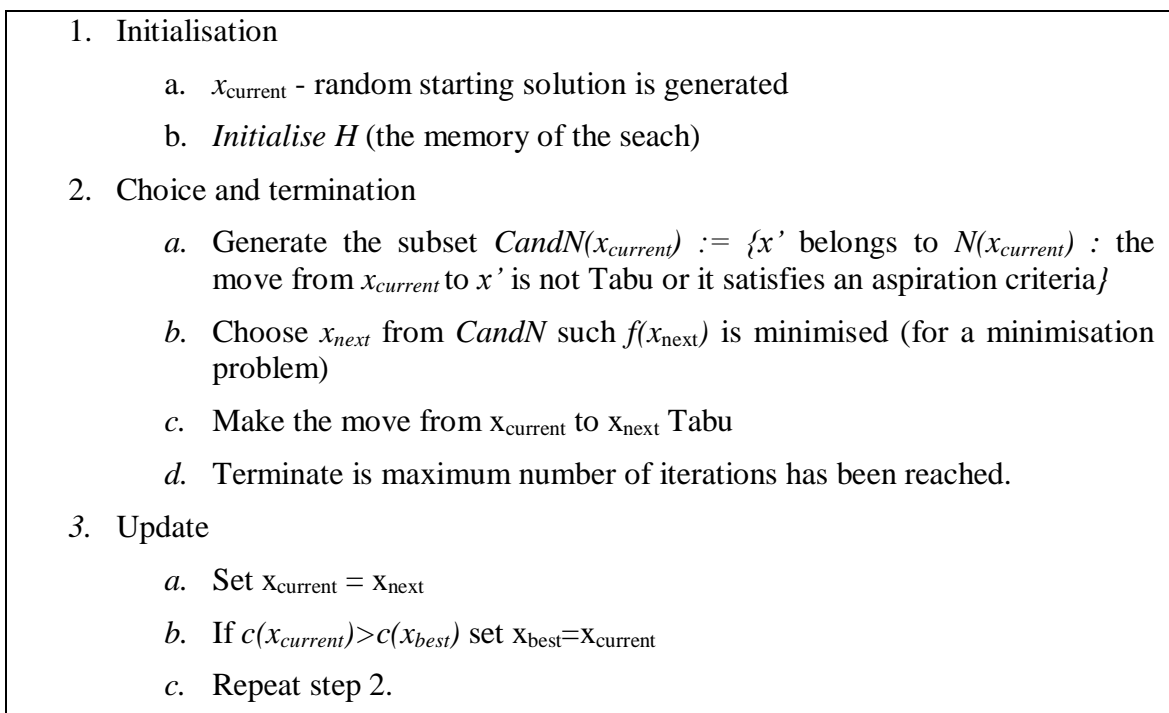 1. Initialisation
a. xcurrent - random starting solution is generated
b. Initialise H (the memory of the seach)
2. Choice and termination
a. Generate the subset CandN(xcurrent) := {x’ belongs to N(xcurrent) : the
move from xcurrent to x’ is not Tabu or it satisfies an aspiration criteria}
b. Choose xnext from CandN such f(xnext) is minimised (for a minimisation
problem)
c. Make the move from xcurrent to xnext Tabu
d. Terminate is maximum number of iterations has been reached.
3. Update
a. Set xcurrent = xnext
b. If c(xcurrent)>c(xbest) set xbest=xcurrent
c. Repeat step 2.